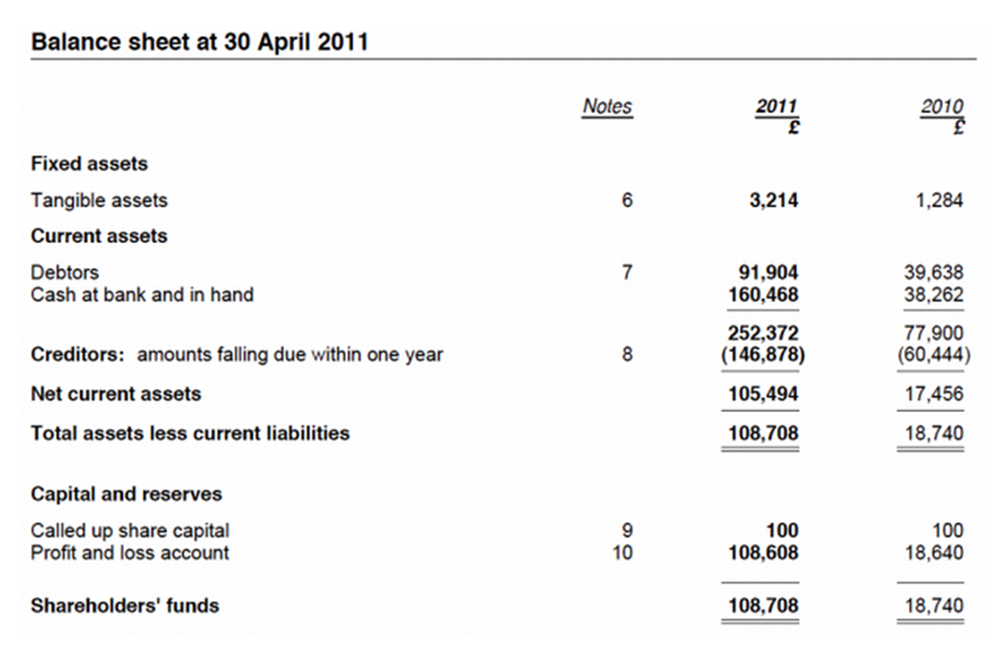 Balance sheet at 30 April 2011
Notes 2011 2010
£ £
Fixed assets
Tangible assets 6 3,214 1,284
Current assets
Debtors 7 91,904 39,638
Cash at bank and in hand 160,468 38,262
252,372 77,900
Creditors: amounts falling due within one year 8 (146,878) (60,444)
Net current assets 105,494 17,456
Total assets less current liabilities 108,708 18,740
Capital and reserves
Called up share capital 9 100 100
Profit and loss account 10 108,608 18,640
Shareholders' funds 108,708 18,740